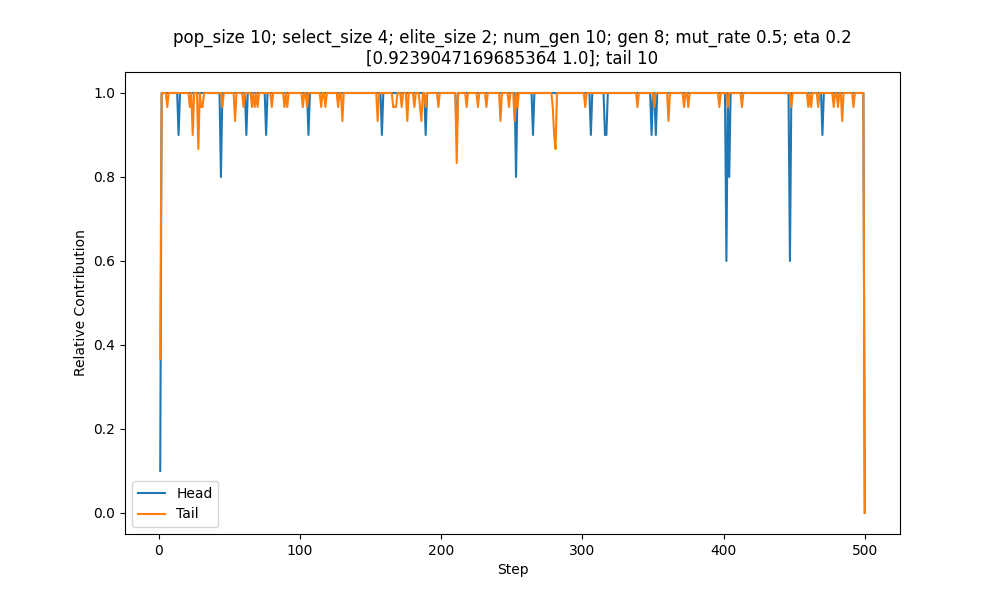 pop_size 10; select_size 4; elite_size 2; num_gen 10; gen 8; mut_rate 0.5; eta 0.2
[0.9239047169685364 1.0]; tail 10
Relative Contribution
1.0
0.8
0.6
0.4
0.2
0.0
Head
Tail
0
100
200
300
400
500
Step